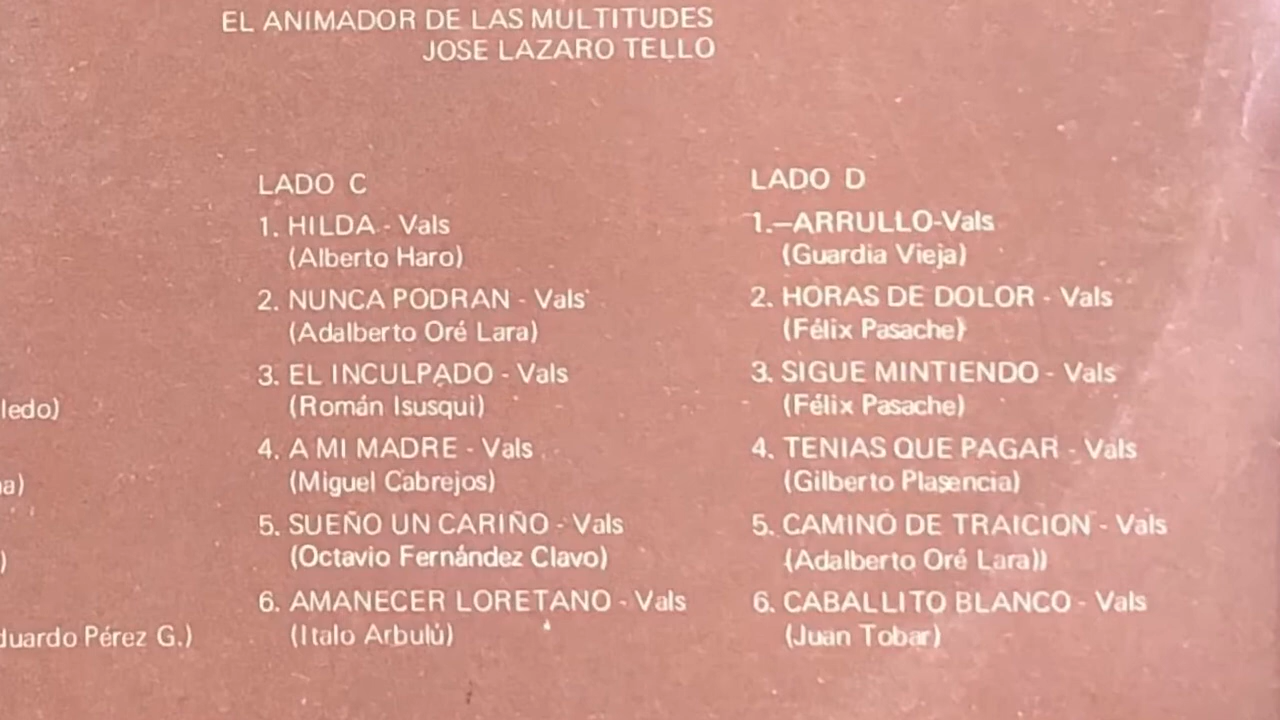 EL ANIMADOR DE LAS MULTITUDES
JOSE LAZARO TELLO
ledo)
a)
)
duardo Pérez G.)
LADO C
1. HILDA - Vals
(Alberto Haro)
2. NUNCA PODRAN - Vals
(Adalberto Oré Lara)
3. EL INCULPADO - Vals
(Román Isusqui)
4. A MI MADRE - Vals
(Miguel Cabrejos)
5. SUEÑO UN CARIÑO - Vals
(Octavio Fernández Clavo)
6. AMANECER LORETANO - Vals
(Italo Arbulú)
LADO D
1.—ARRULLO-Vals
(Guardia Vieja)
2. HORAS DE DOLOR - Vals
(Félix Pasache)
3. SIGUE MINTIENDO - Vals
(Félix Pasache)
4. TENIAS QUE PAGAR - Vals
(Gilberto Plasencia)
5. CAMINO DE TRAICION - Vals
(Adalberto Oré Lara))
6. CABALLITO BLANCO - Vals
(Juan Tobar)